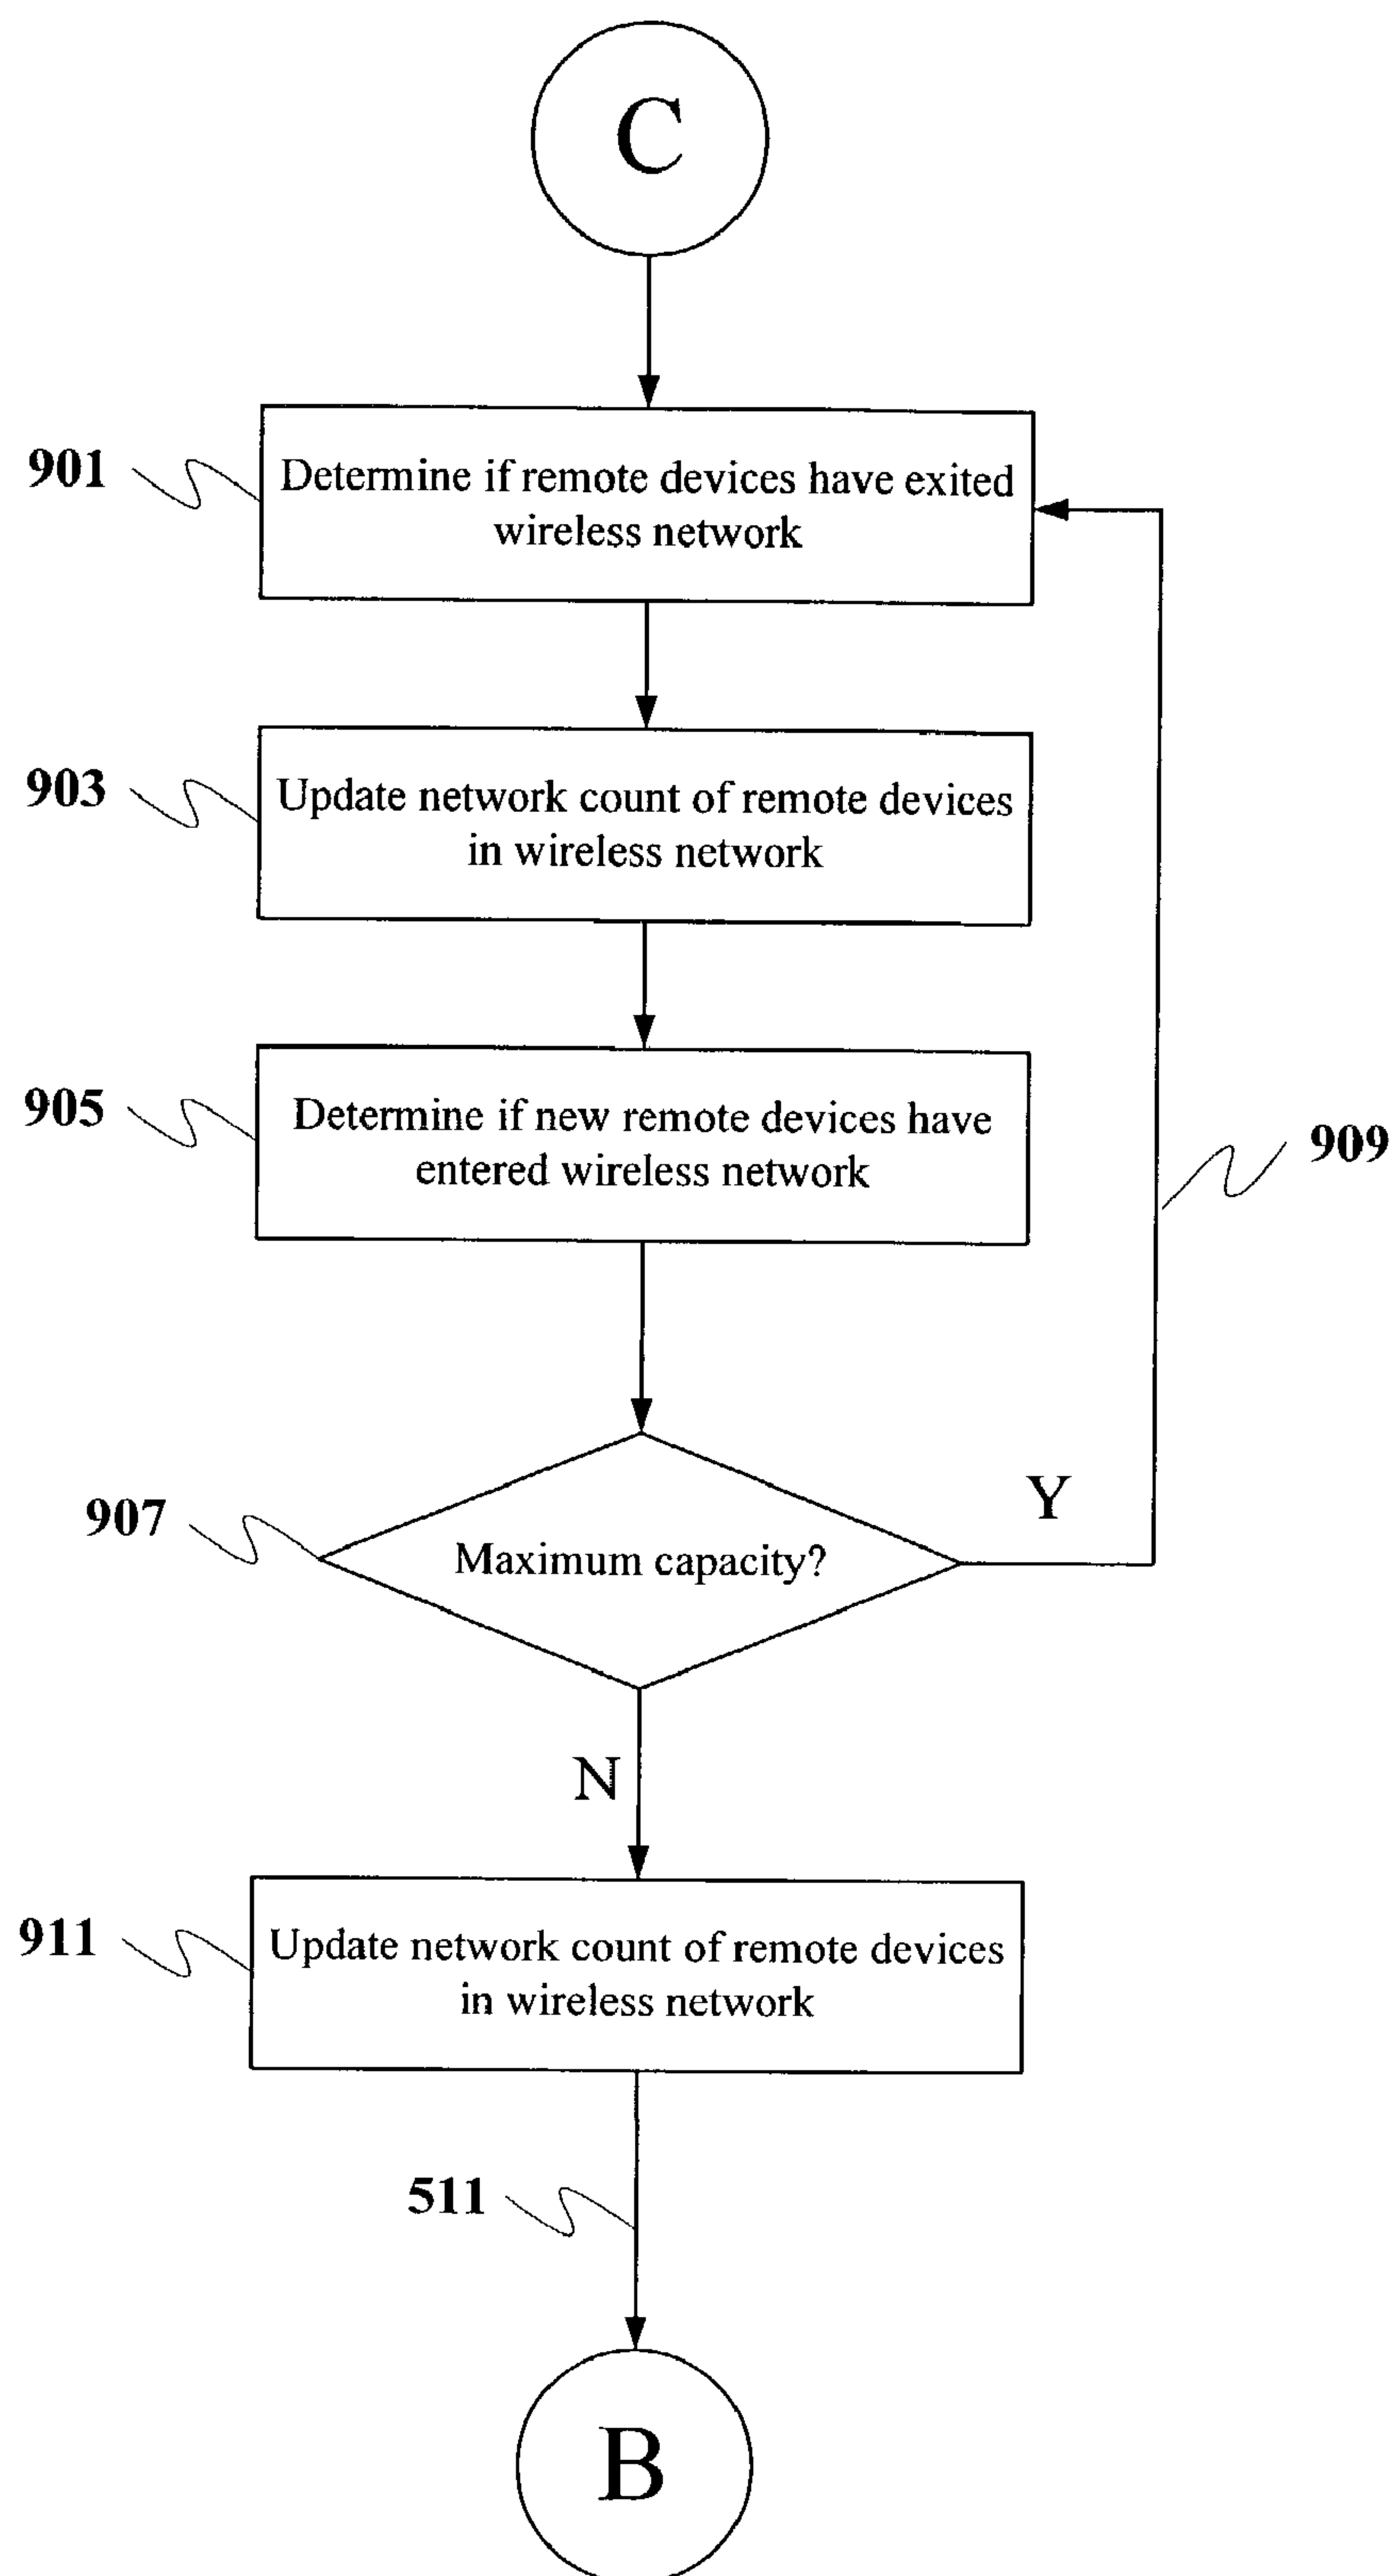 C
901
Determine if remote devices have exited
wireless network
903
Update network count of remote devices
in wireless network
905
Determine if new remote devices have
entered wireless network
909
907
Maximum capacity?
Y
N
911
Update network count of remote devices
in wireless network
511
B